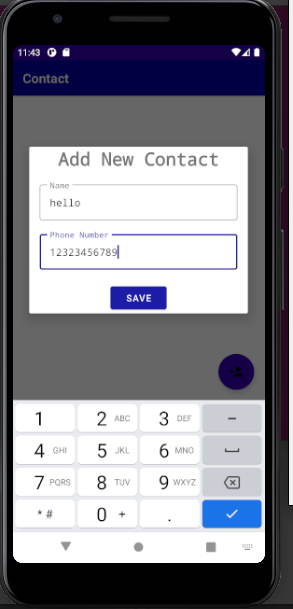 11:43
Contact
Add New Contact
Name
hello
Phone Number
12323456789
SAVE
1 2 ABC 3 DEF −
4 GHI 5 JKL 6 MNO
7 PQRS 8 TUV 9 WXYZ
* # 0 + .